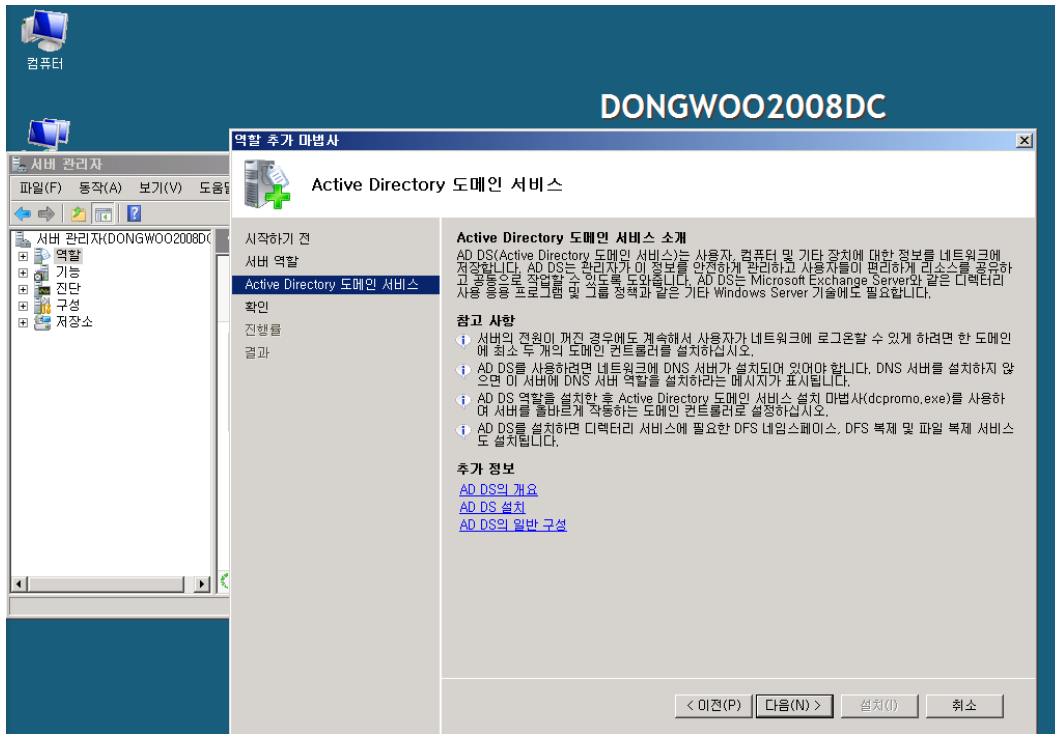 컴퓨터
DONGWOO2008DC
서버 관리자
파일(F) 동작(A) 보기(V)
서버 관리자(DONGWOO2008D
역할
기능
진단
구성
저장소
역할 추가 마법사
Active Directory 도메인 서비스
시작하기 전
서버 역할
Active Directory 도메인 서비스
확인
진행률
결과
Active Directory 도메인 서비스 소개
AD DS(Active Directory 도메인 서비스)는 사용자, 컴퓨터 및 기타 장치에 대한 정보를 네트워크에
저장합니다. AD DS는 관리자가 이 정보를 안전하게 관리하고 사용자들이 편리하게 리소스를 공유하
고 공동으로 작업할 수 있도록 도와줍니다. AD DS는 Microsoft Exchange Server와 같은 디렉터리
사용 응용 프로그램 및 그룹 정책과 같은 기타 Windows Server 기술에도 필요합니다.
참고 사항
서버의 전원이 꺼진 경우에도 계속해서 사용자가 네트워크에 로그온할 수 있게 하려면 한 도메인
에 최소 두 개의 도메인 컨트롤러를 설치하십시오.
AD DS를 사용하려면 네트워크에 DNS 서버가 설치되어 있어야 합니다. DNS 서버를 설치하지 않
으면 이 서버에 DNS 서버 역할을 설치하라는 메시지가 표시됩니다.
AD DS 역할을 설치한 후 Active Directory 도메인 서비스 설치 마법사(dcpromo.exe)를 사용하
여 서버를 올바르게 작동하는 도메인 컨트롤러로 설정하십시오.
AD DS를 설치하면 디렉터리 서비스에 필요한 DFS 네임스페이스, DFS 복제 및 파일 복제 서비스
도 설치됩니다.
추가 정보
AD DS의 개요
AD DS 설치
AD DS의 일반 구성
< 이전(P) 다음(N) > 설치(I) 취소